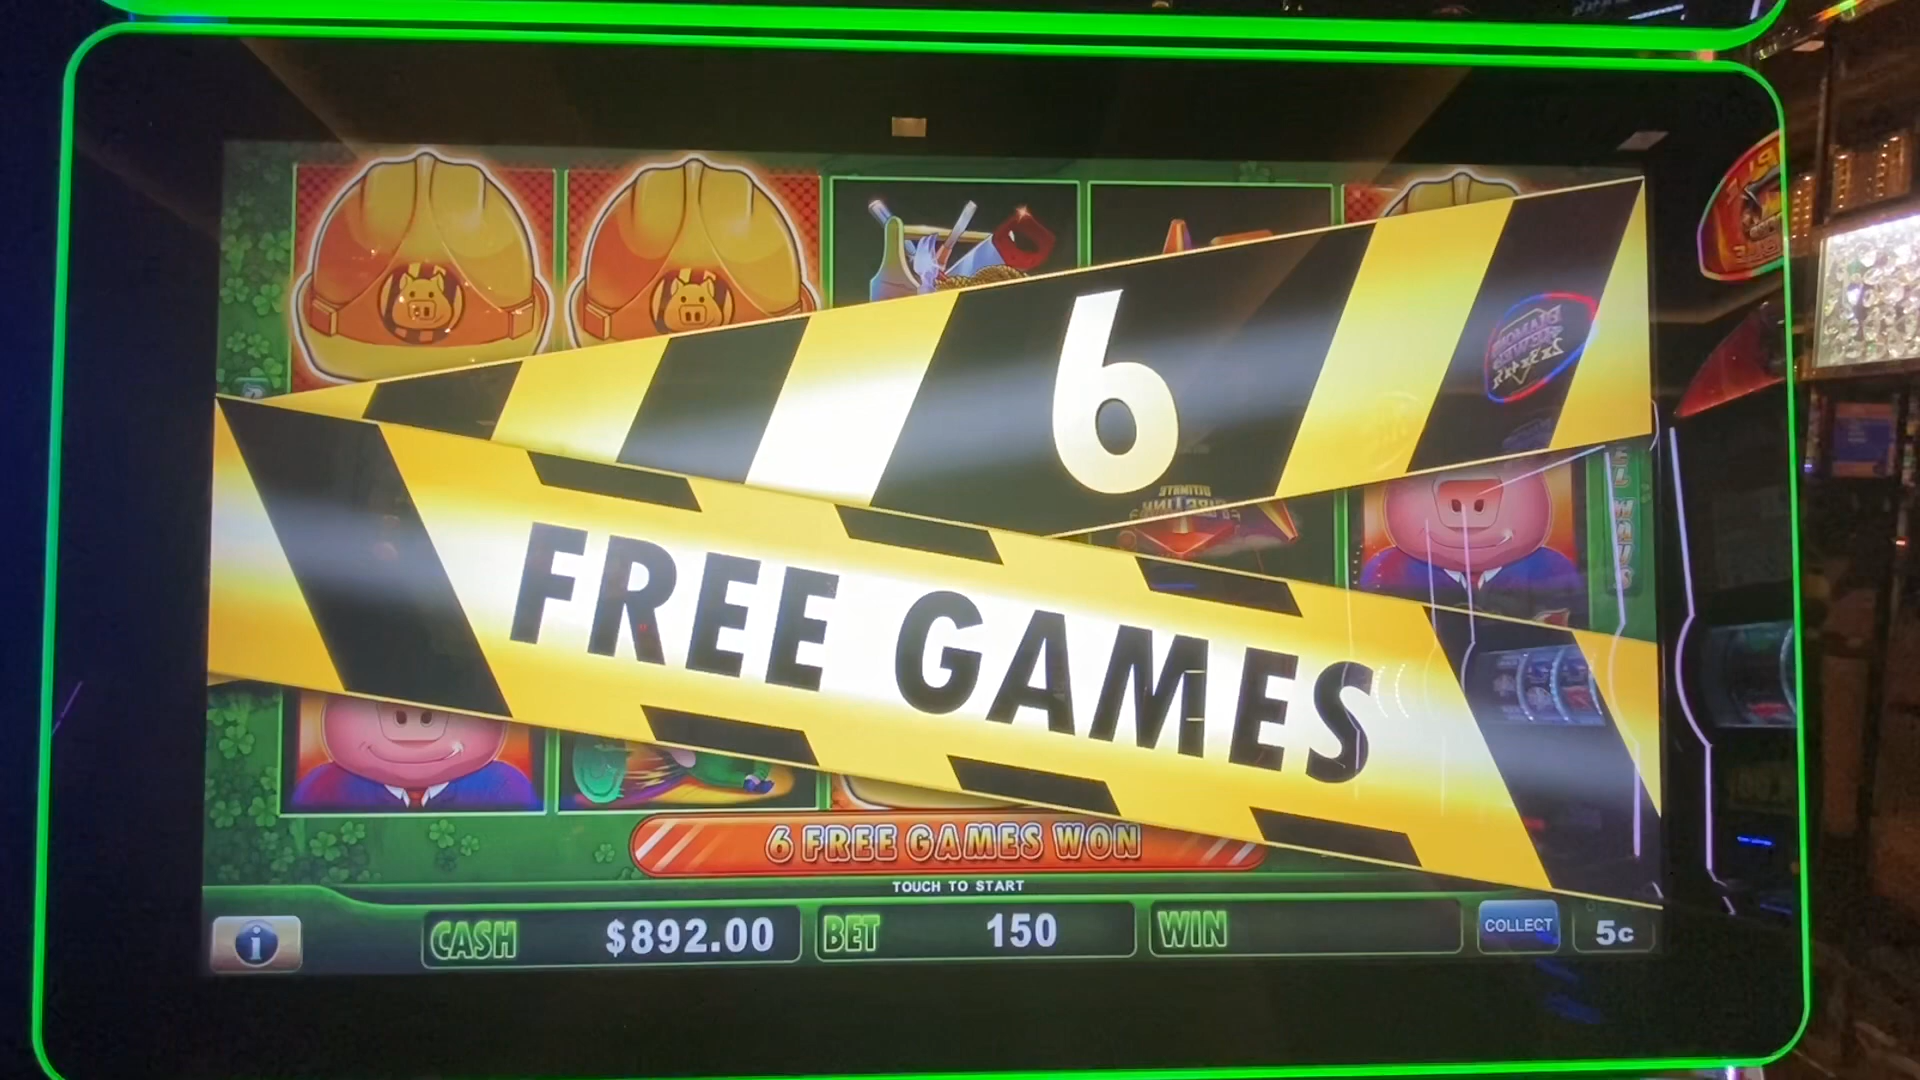 6
FREE GAMES
6 FREE GAMES WON
TOUCH TO START
i
CASH $892.00 BET 150 WIN COLLECT 5c